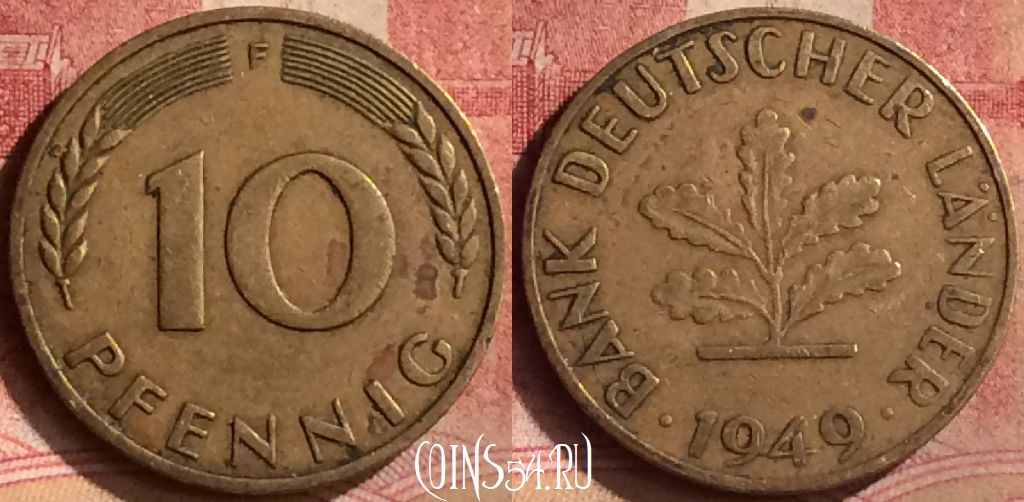 F
10
PFENNIG
BANK DEUTSCHER LÄNDER
· 1949 ·
COINS54.RU